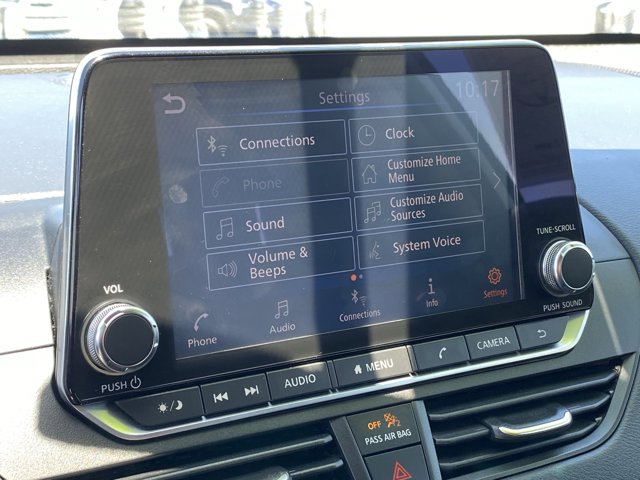 Settings
10:17
Connections
Clock
Phone
Customize Home
Menu
Sound
Customize Audio
Sources
Volume &
Beeps
System Voice
Phone
Audio
Connections
Info
Settings
VOL
PUSH
TUNE·SCROLL
PUSH SOUND
AUDIO
MENU
CAMERA
OFF
2
PASS AIR BAG